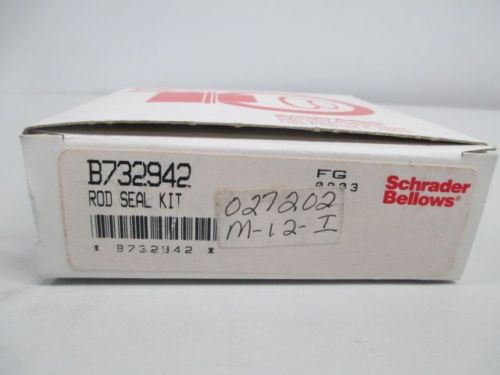 B732942
ROD SEAL KIT
* B732942 *
FG
027202
M-12-I
Schrader
Bellows®